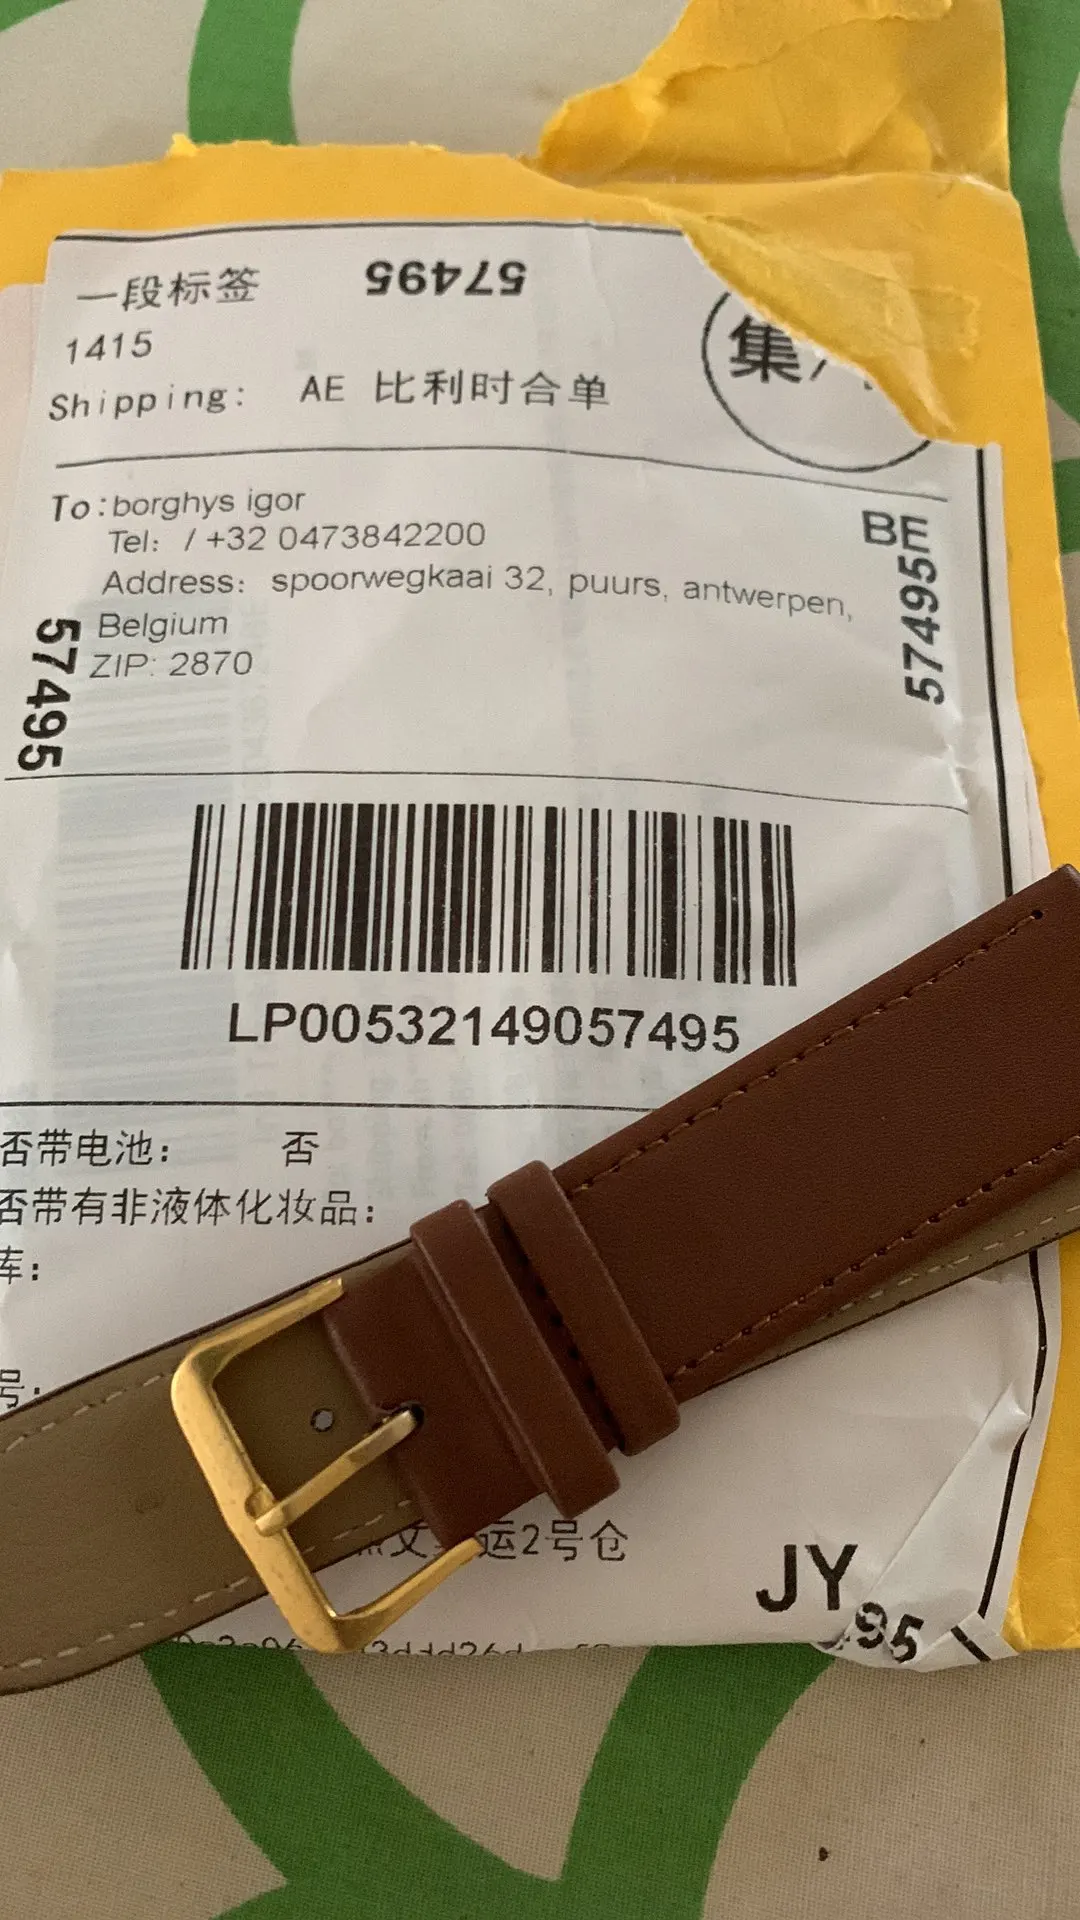 一段标签
57495
1415
Shipping: AE 比利时合单
集
To:borghys igor
Tel: / +32 0473842200
Address: spoorwegkaai 32, puurs, antwerpen,
Belgium
ZIP: 2870
BE
57495
57495
LP00532149057495
否带电池: 否
否带有非液体化妆品:
库:
号:
运2号仓
JY
95